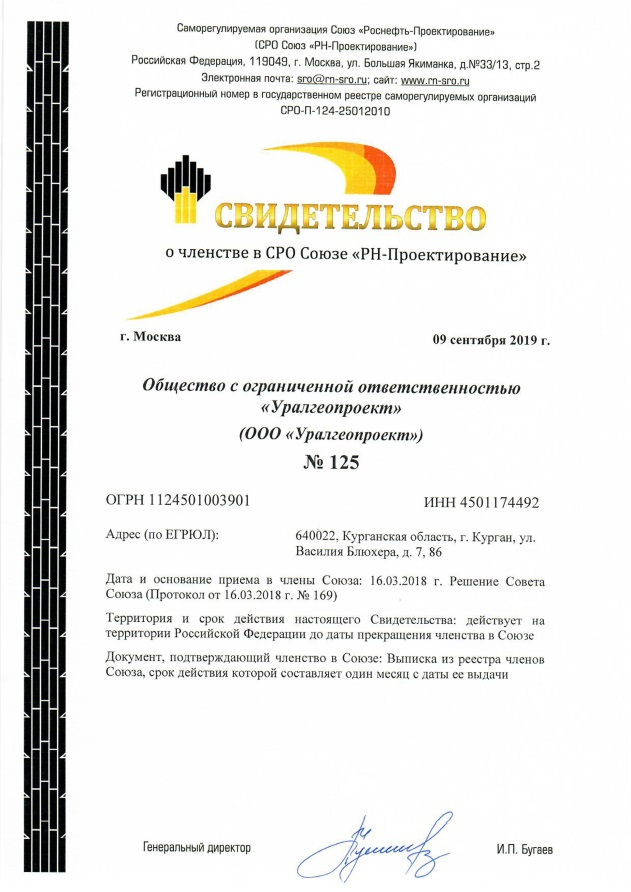 Саморегулируемая организация Союз «Роснефть-Проектирование»
(СРО Союз «РН-Проектирование»)
Российская Федерация, 119049, г. Москва, ул. Большая Якиманка, д.№33/13, стр.2
Электронная почта: sro@rn-sro.ru; сайт: www.rn-sro.ru
Регистрационный номер в государственном реестре саморегулируемых организаций
СРО-П-124-25012010
СВИДЕТЕЛЬСТВО
о членстве в СРО Союзе «РН-Проектирование»
г. Москва 09 сентября 2019 г.
Общество с ограниченной ответственностью
«Уралгеопроект»
(ООО «Уралгеопроект»)
№ 125
ОГРН 1124501003901 ИНН 4501174492
Адрес (по ЕГРЮЛ): 640022, Курганская область, г. Курган, ул.
Василия Блюхера, д. 7, 86
Дата и основание приема в члены Союза: 16.03.2018 г. Решение Совета
Союза (Протокол от 16.03.2018 г. № 169)
Территория и срок действия настоящего Свидетельства: действует на
территории Российской Федерации до даты прекращения членства в Союзе
Документ, подтверждающий членство в Союзе: Выписка из реестра членов
Союза, срок действия которой составляет один месяц с даты ее выдачи
Генеральный директор И.П. Бугаев